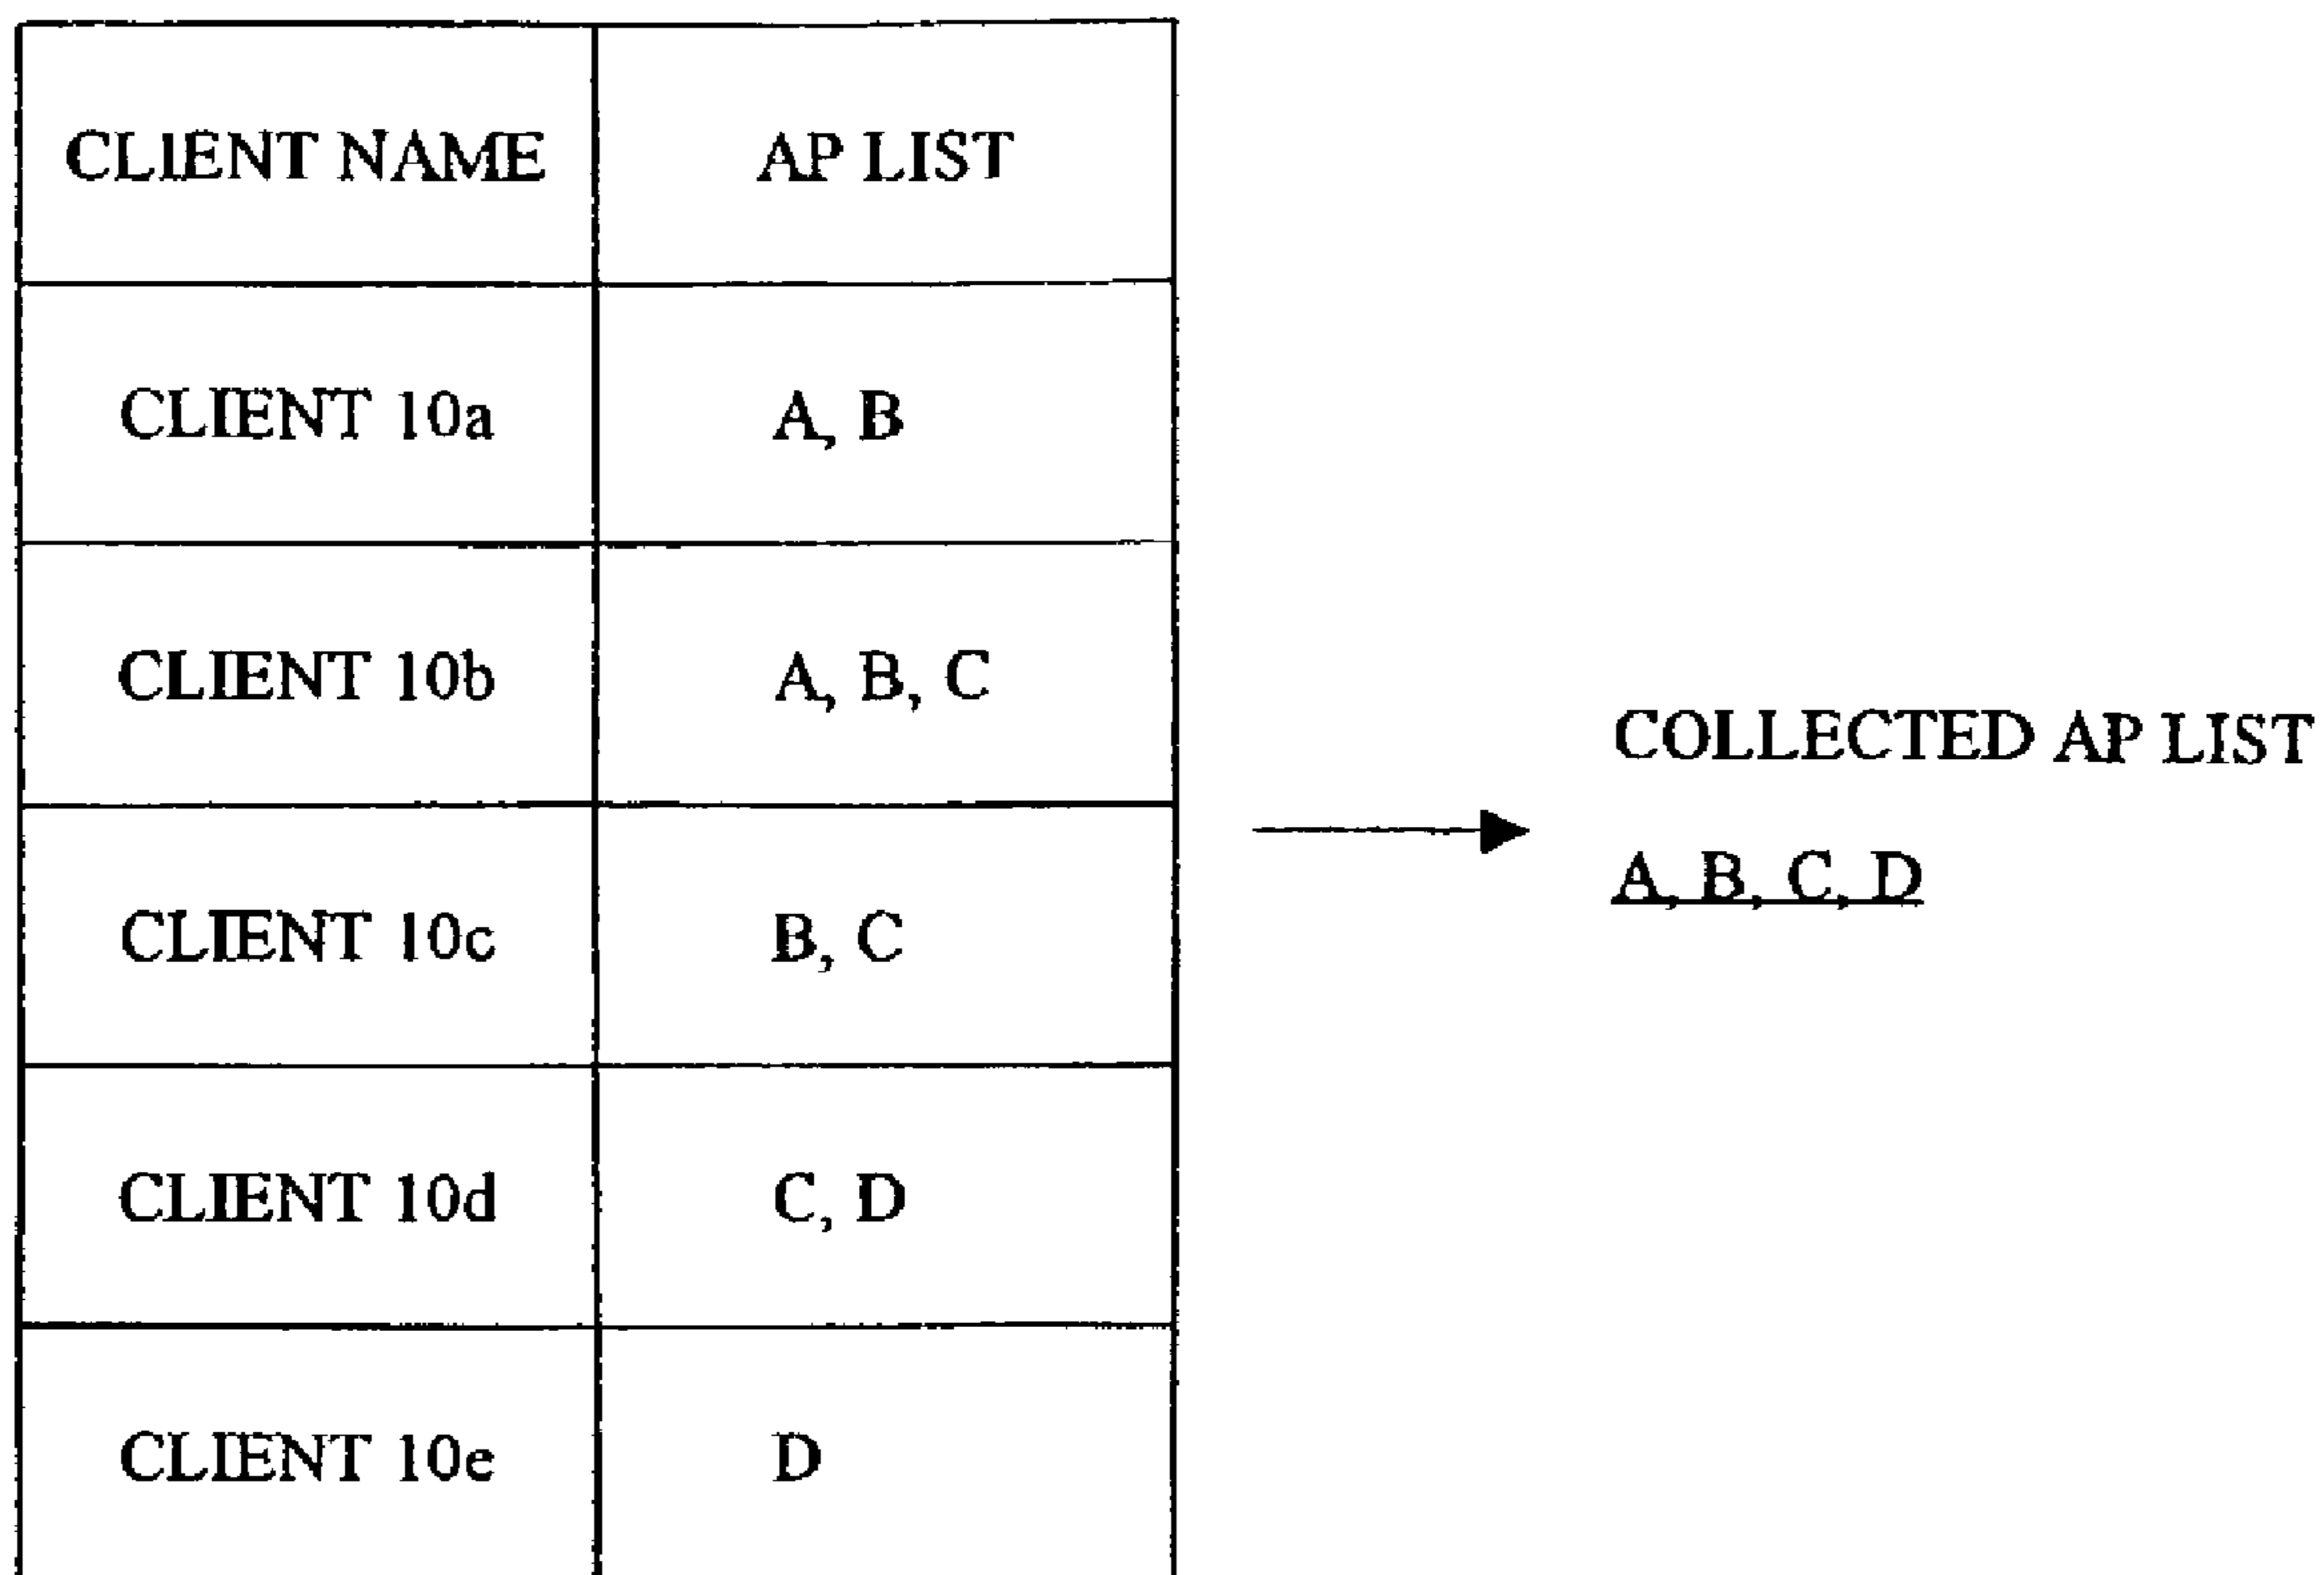 CLIENT NAME AP LIST
CLIENT 10a A, B
CLIENT 10b A, B, C
CLIENT 10c B, C
CLIENT 10d C, D
CLIENT 10e D
COLLECTED AP LIST
A, B, C, D